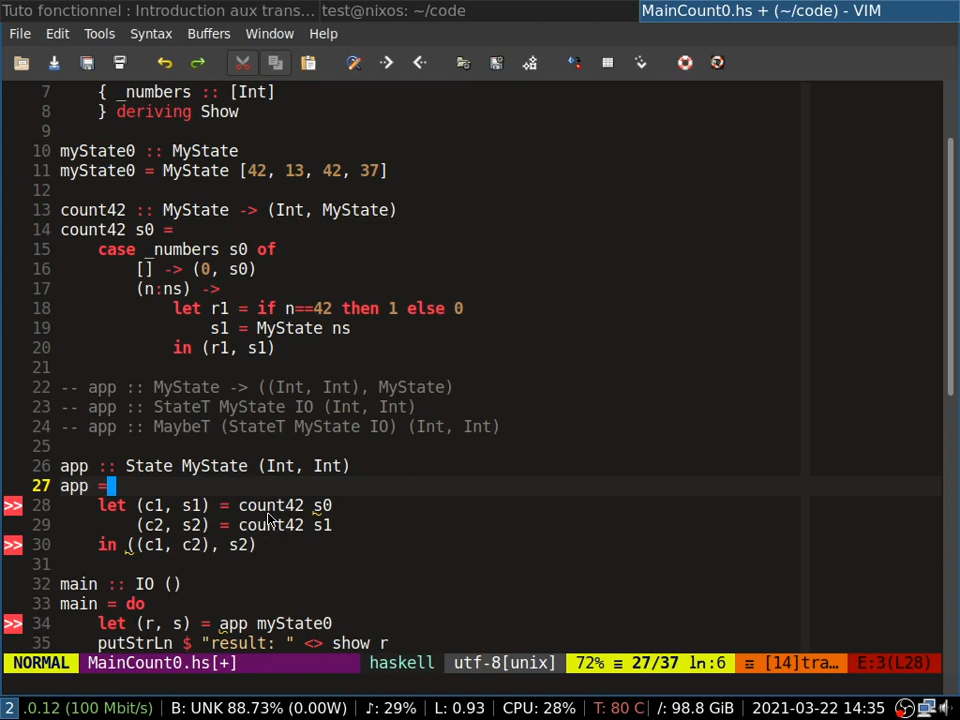 Tuto fonctionnel : Introduction aux trans... test@nixos: ~/code MainCount0.hs + (~/code) - VIM
File Edit Tools Syntax Buffers Window Help
7 { _numbers :: [Int]
8 } deriving Show
9
10 myState0 :: MyState
11 myState0 = MyState [42, 13, 42, 37]
12
13 count42 :: MyState -> (Int, MyState)
14 count42 s0 =
15 case _numbers s0 of
16 [] -> (0, s0)
17 (n:ns) ->
18 let r1 = if n==42 then 1 else 0
19 s1 = MyState ns
20 in (r1, s1)
21
22 -- app :: MyState -> ((Int, Int), MyState)
23 -- app :: StateT MyState IO (Int, Int)
24 -- app :: MaybeT (StateT MyState IO) (Int, Int)
25
26 app :: State MyState (Int, Int)
27 app =
>> 28 let (c1, s1) = count42 s0
29 (c2, s2) = count42 s1
>> 30 in ((c1, c2), s2)
31
32 main :: IO ()
33 main = do
>> 34 let (r, s) = app myState0
35 putStrLn $ "result: " <> show r
NORMAL MainCount0.hs[+] haskell utf-8[unix] 72% ≡ 27/37 ln:6 ≡ [14]tra… E:3(L28)
2 .0.12 (100 Mbit/s) B: UNK 88.73% (0.00W) ♪: 29% L: 0.93 CPU: 28% T: 80 C /: 98.8 GiB 2021-03-22 14:35